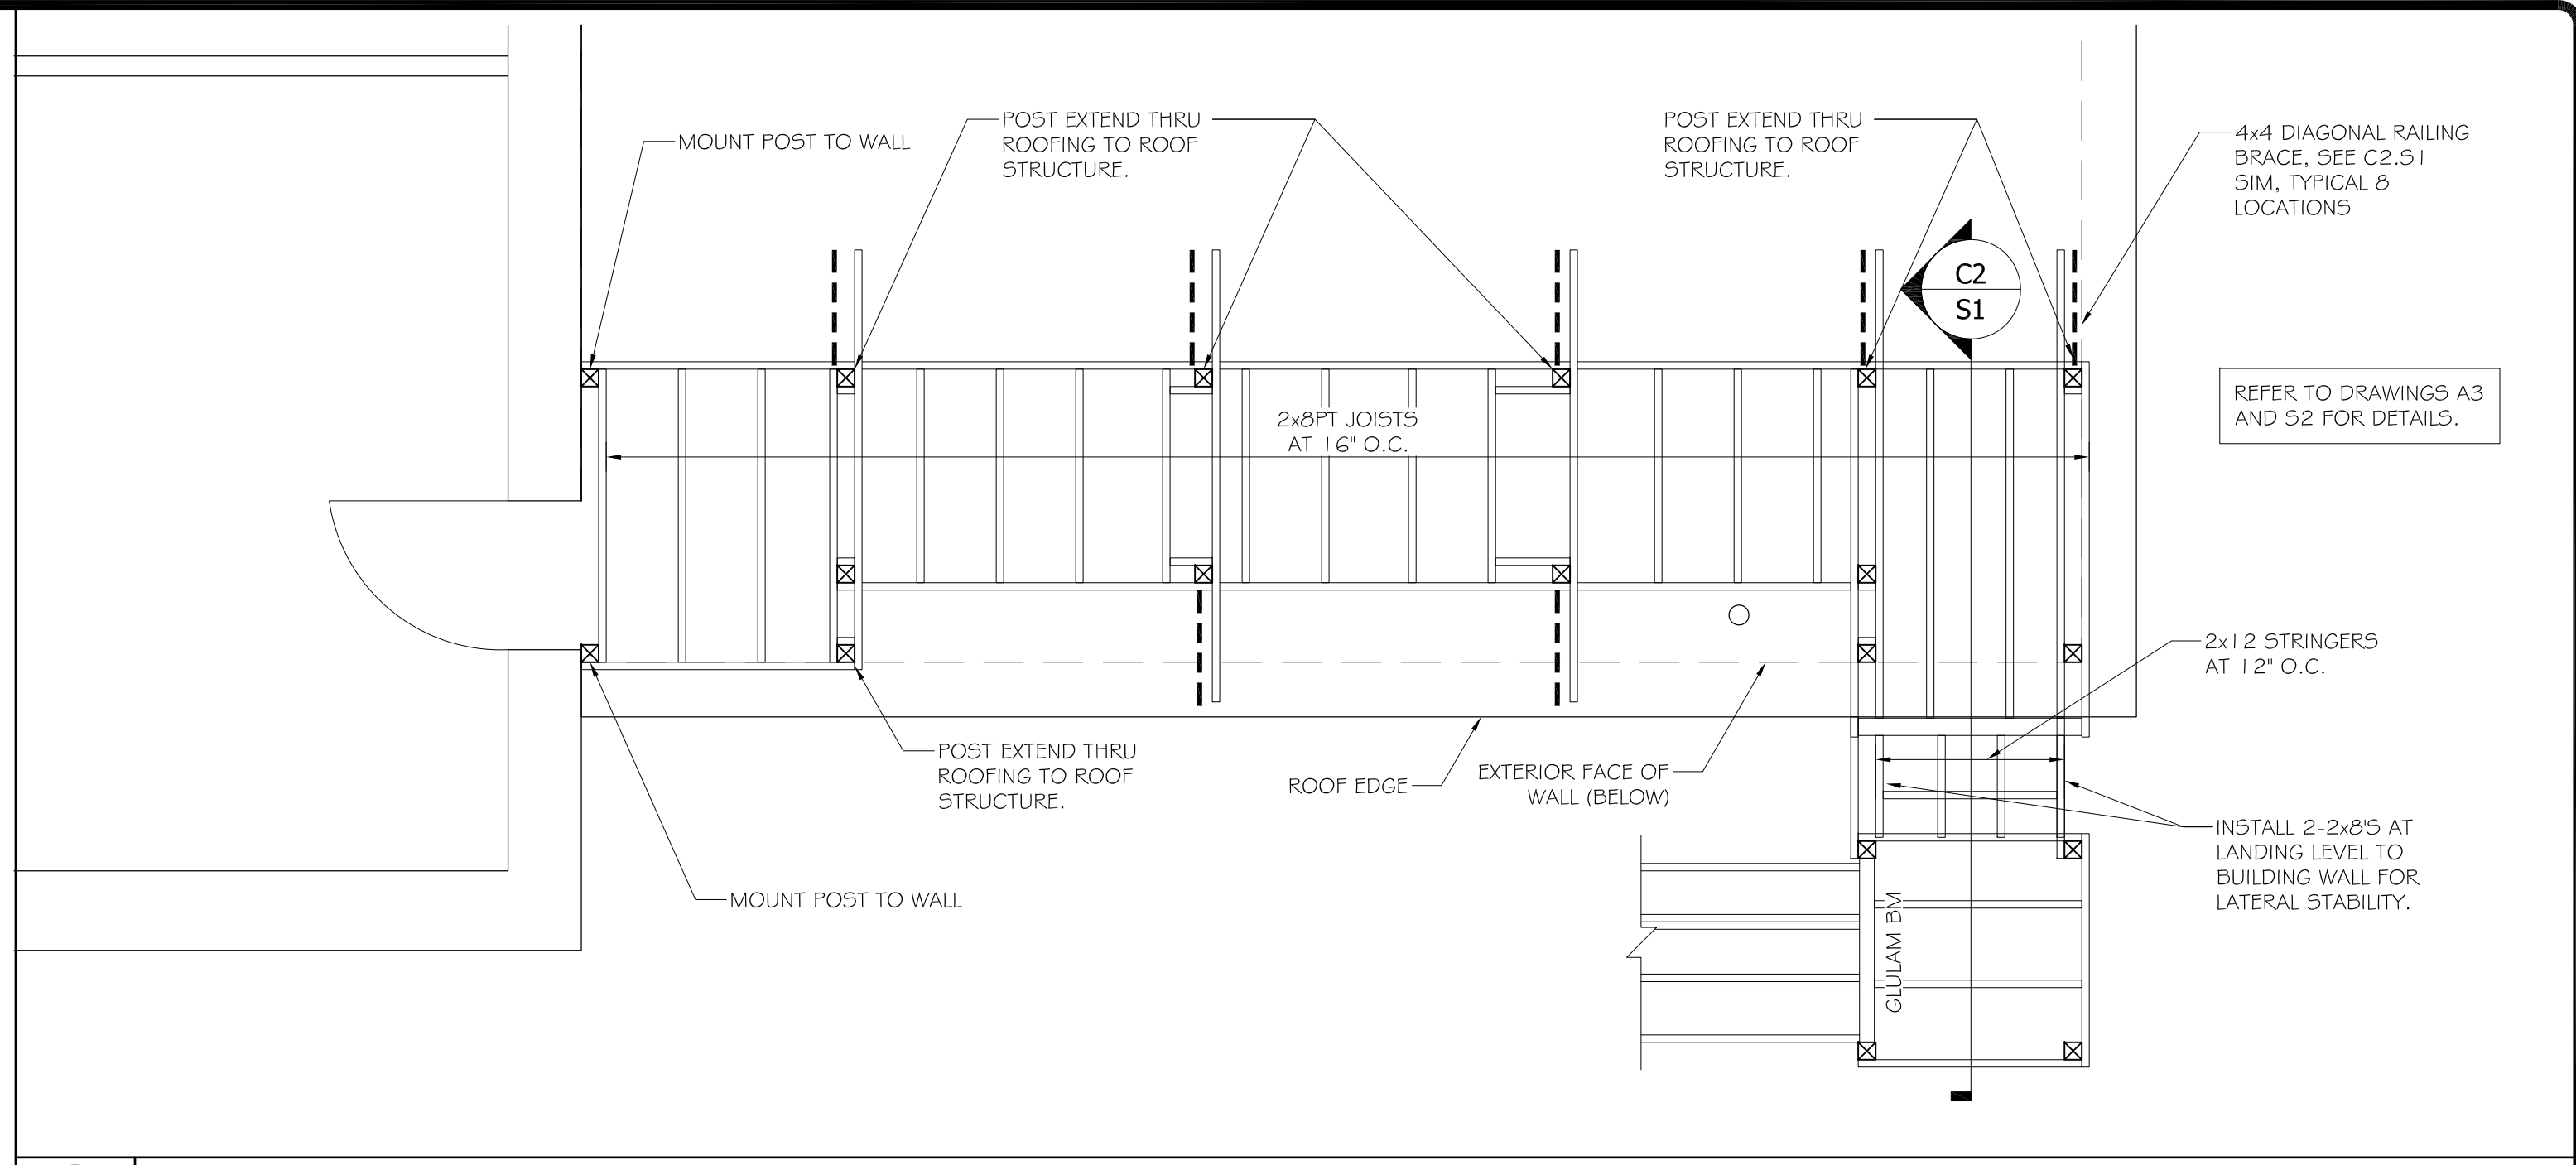 MOUNT POST TO WALL
POST EXTEND THRU
ROOFING TO ROOF
STRUCTURE.
POST EXTEND THRU
ROOFING TO ROOF
STRUCTURE.
4x4 DIAGONAL RAILING
BRACE, SEE C2.S1
SIM, TYPICAL 8
LOCATIONS
C2
S1
REFER TO DRAWINGS A3
AND S2 FOR DETAILS.
2x8PT JOISTS
AT 16" O.C.
2x12 STRINGERS
AT 12" O.C.
POST EXTEND THRU
ROOFING TO ROOF
STRUCTURE.
ROOF EDGE
EXTERIOR FACE OF
WALL (BELOW)
INSTALL 2-2x8'S AT
LANDING LEVEL TO
BUILDING WALL FOR
LATERAL STABILITY.
MOUNT POST TO WALL
GLULAM BM